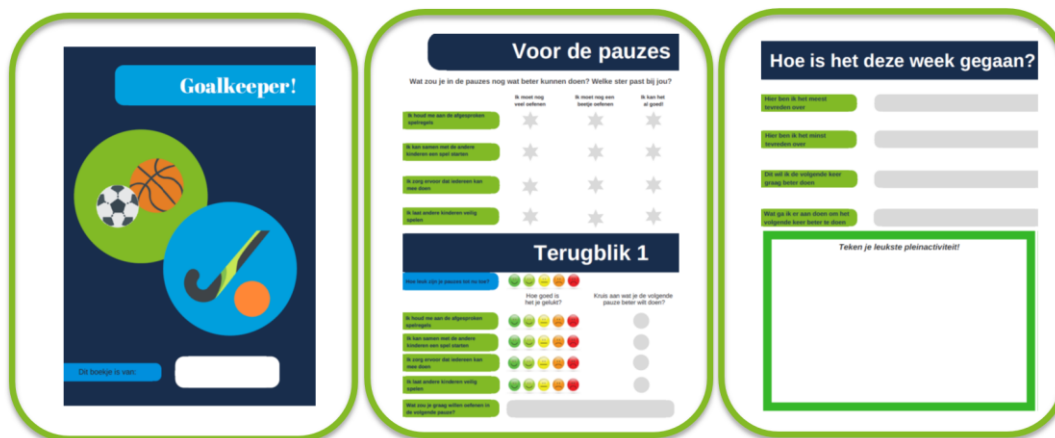 Goalkeeper!
Dit boekje is van:
Voor de pauzes
Wat zou je in de pauzes nog wat beter kunnen doen? Welke ster past bij jou?
Ik moet nog
veel oefenen
Ik moet nog een
beetje oefenen
Ik kan het
al goed!
Ik houd me aan de afgesproken
spelregels
Ik kan samen met de andere
kinderen een spel starten
Ik zorg ervoor dat iedereen kan
mee doen
Ik laat andere kinderen veilig
spelen
Terugblik 1
Hoe leuk zijn je pauzes tot nu toe?
Hoe goed is
het je gelukt?
Kruis aan wat je de volgende
pauze beter wilt doen?
Ik houd me aan de afgesproken
spelregels
Ik kan samen met de andere
kinderen een spel starten
Ik zorg ervoor dat iedereen kan
mee doen
Ik laat andere kinderen veilig
spelen
Wat zou je graag willen oefenen in
de volgende pauze?
Hoe is het deze week gegaan?
Hier ben ik het meest
tevreden over
Hier ben ik het minst
tevreden over
Dit wil ik de volgende keer
graag beter doen
Wat ga ik er aan doen om het
volgende keer beter te doen
Teken je leukste pleinactiviteit!